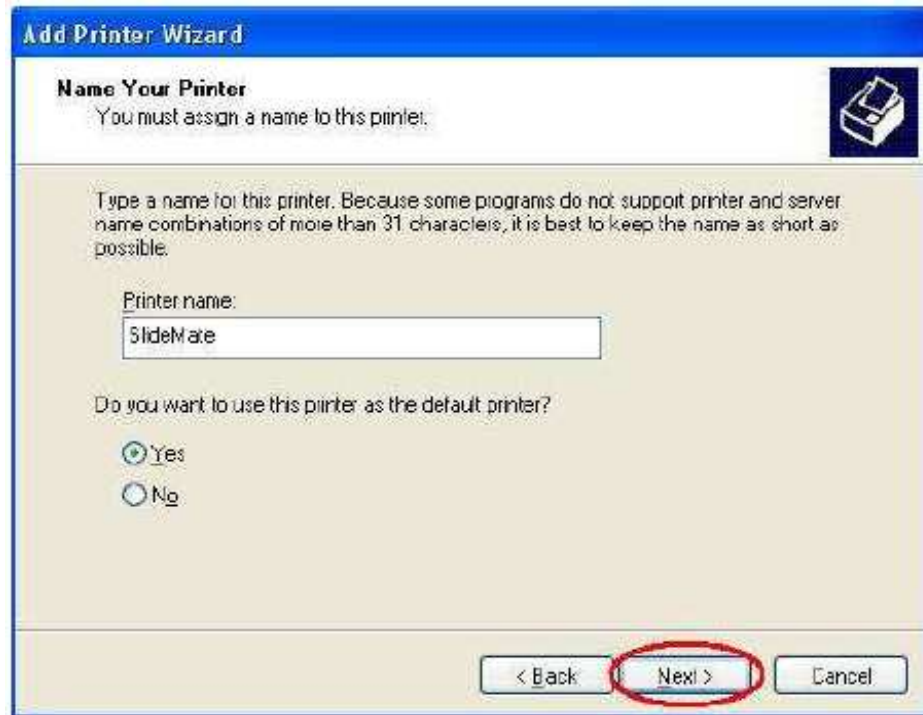 Add Printer Wizard
Name Your Printer
You must assign a name to this printer.
Type a name for this printer. Because some programs do not support printer and server
name combinations of more than 31 characters, it is best to keep the name as short as
possible.
Printer name:
SlideMate
Do you want to use this printer as the default printer?
Yes
No
< Back
Next >
Cancel